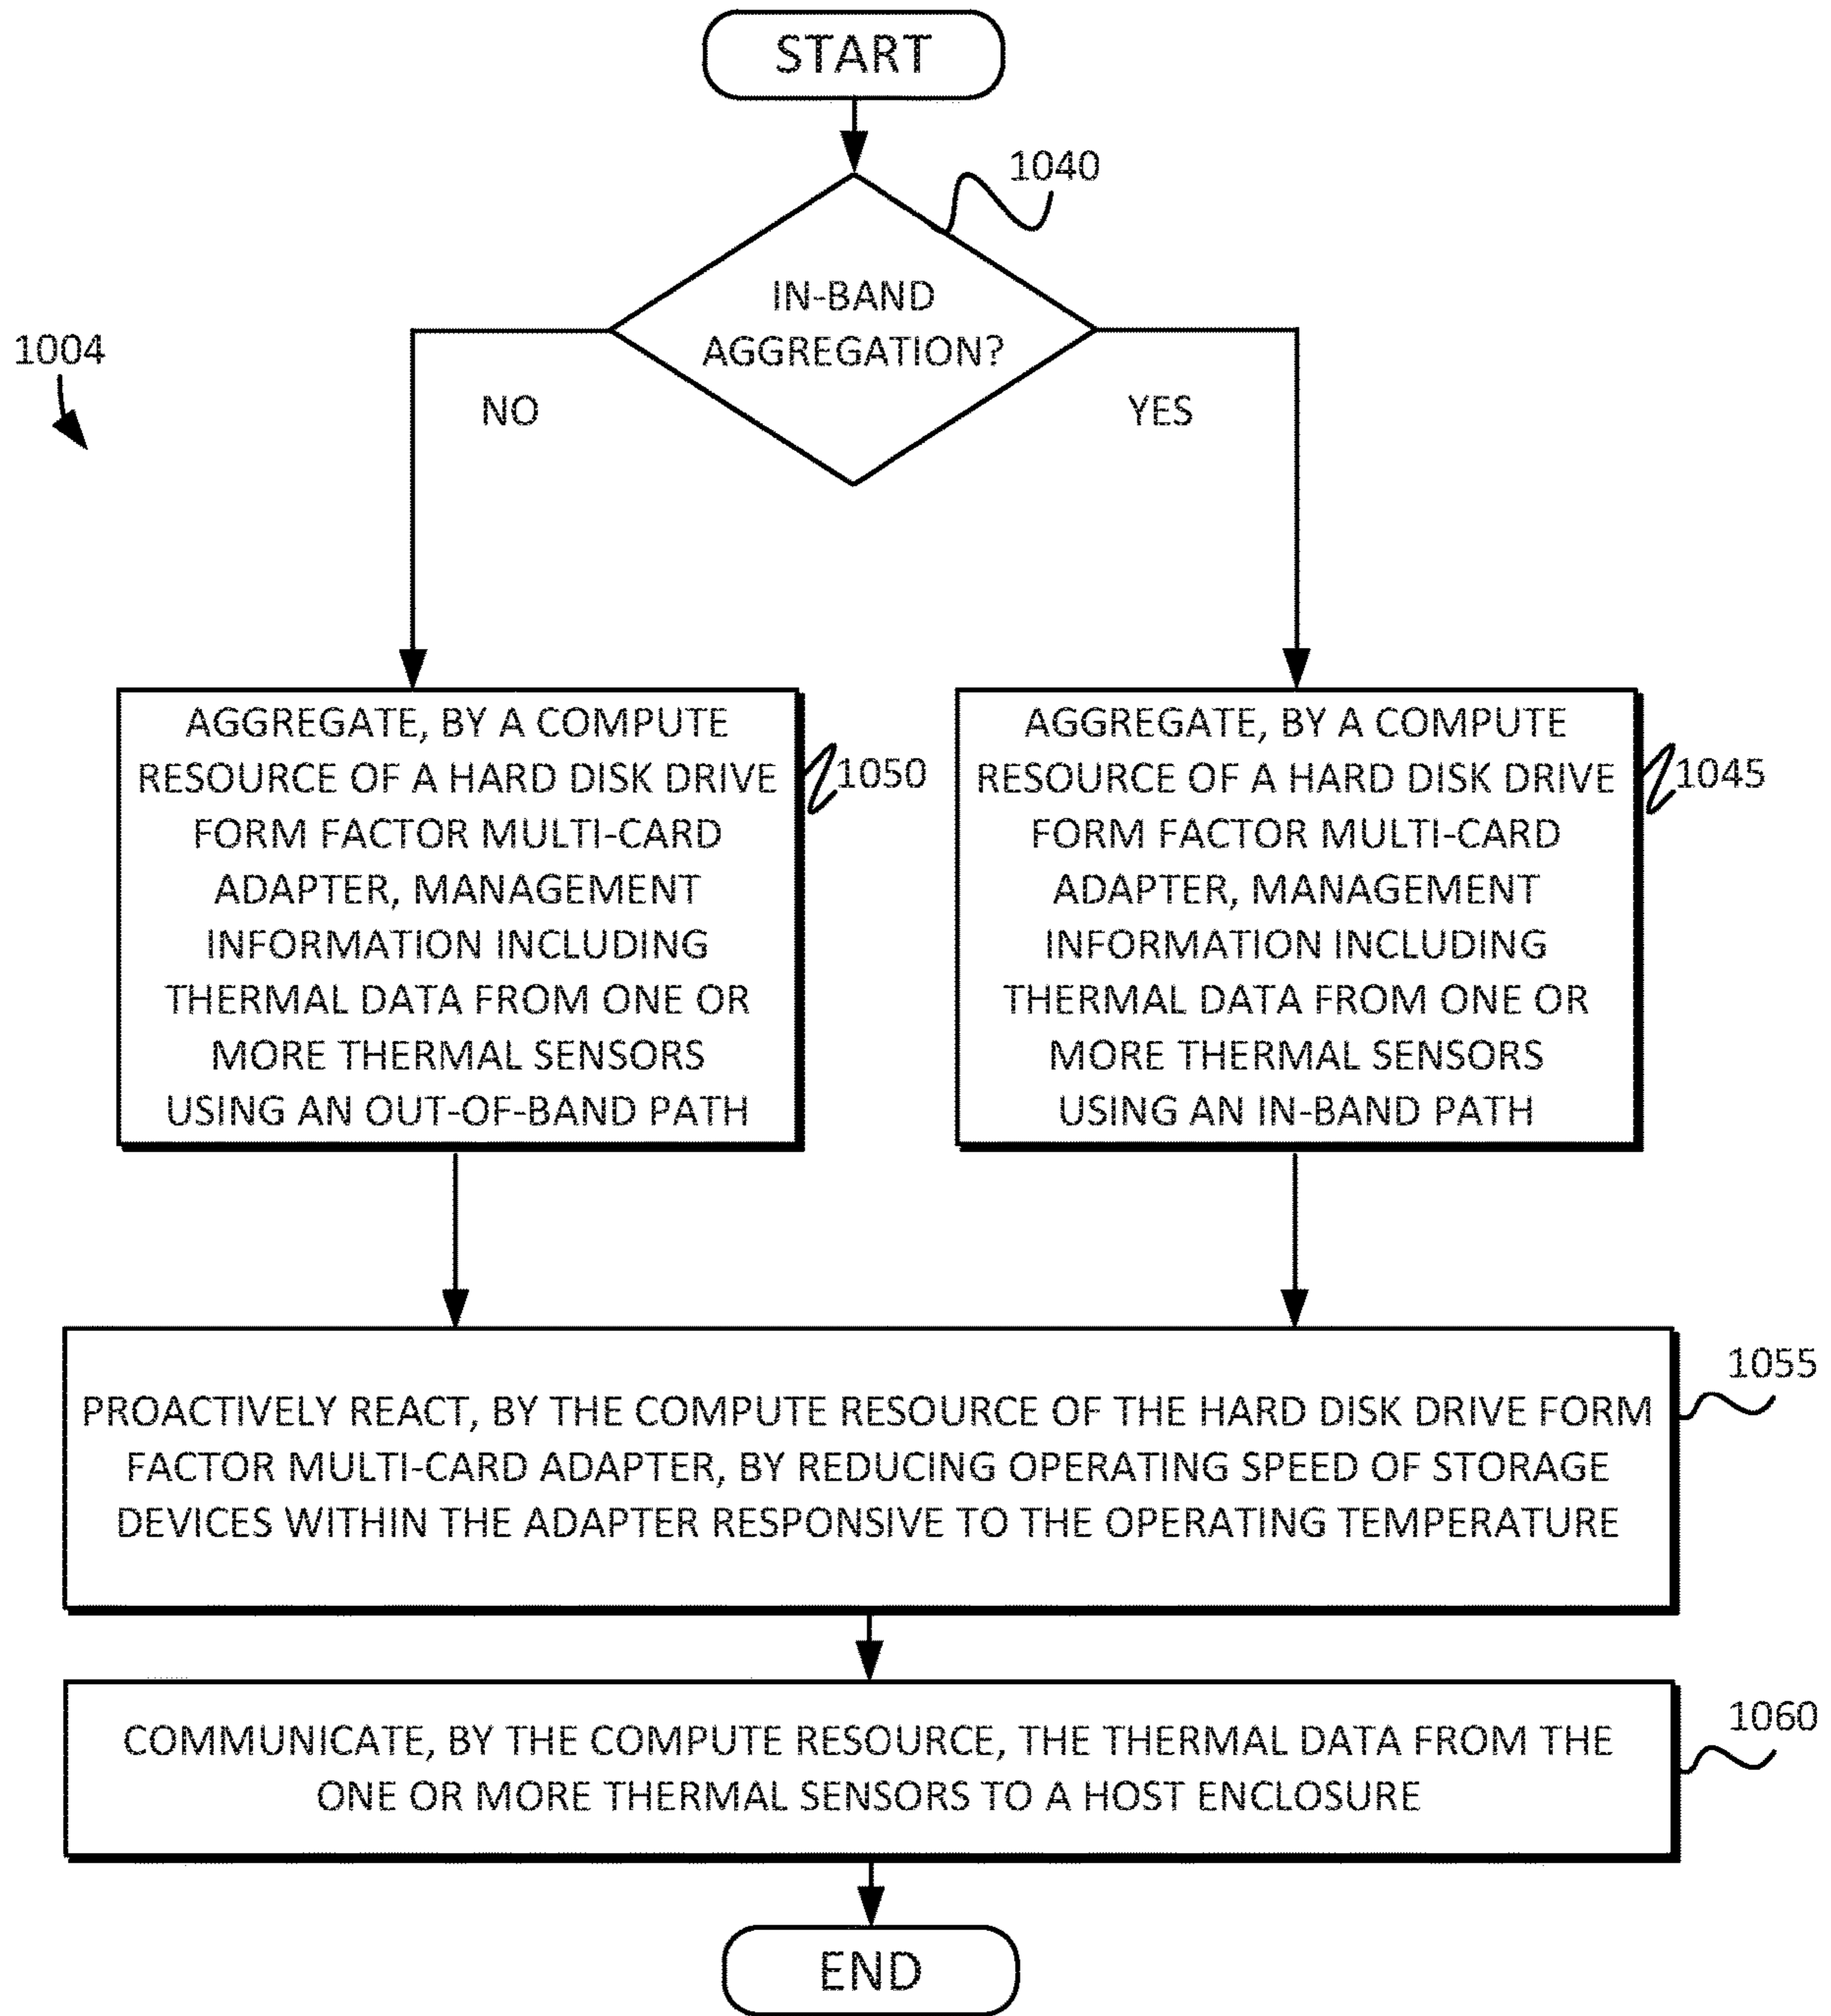 START
1040
IN-BAND
AGGREGATION?
1004
NO
YES
AGGREGATE, BY A COMPUTE
RESOURCE OF A HARD DISK DRIVE
FORM FACTOR MULTI-CARD
ADAPTER, MANAGEMENT
INFORMATION INCLUDING
THERMAL DATA FROM ONE OR
MORE THERMAL SENSORS
USING AN OUT-OF-BAND PATH
1050
AGGREGATE, BY A COMPUTE
RESOURCE OF A HARD DISK DRIVE
FORM FACTOR MULTI-CARD
ADAPTER, MANAGEMENT
INFORMATION INCLUDING
THERMAL DATA FROM ONE OR
MORE THERMAL SENSORS
USING AN IN-BAND PATH
1045
PROACTIVELY REACT, BY THE COMPUTE RESOURCE OF THE HARD DISK DRIVE FORM
FACTOR MULTI-CARD ADAPTER, BY REDUCING OPERATING SPEED OF STORAGE
DEVICES WITHIN THE ADAPTER RESPONSIVE TO THE OPERATING TEMPERATURE
1055
COMMUNICATE, BY THE COMPUTE RESOURCE, THE THERMAL DATA FROM THE
ONE OR MORE THERMAL SENSORS TO A HOST ENCLOSURE
1060
END